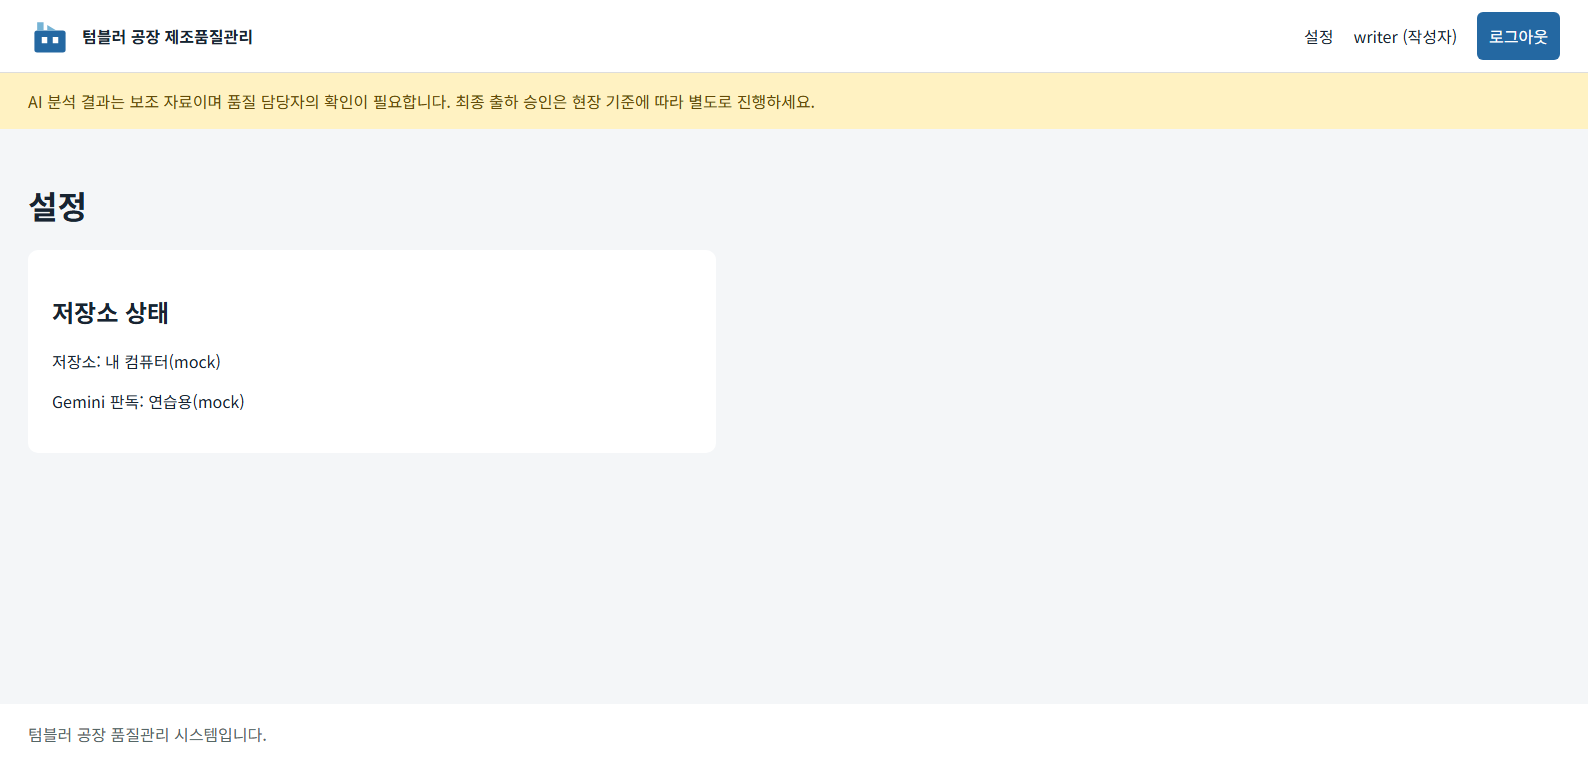 텀블러 공장 제조품질관리
설정 writer (작성자) 로그아웃
AI 분석 결과는 보조 자료이며 품질 담당자의 확인이 필요합니다. 최종 출하 승인은 현장 기준에 따라 별도로 진행하세요.
설정
저장소 상태
저장소: 내 컴퓨터(mock)
Gemini 판독: 연습용(mock)
텀블러 공장 품질관리 시스템입니다.